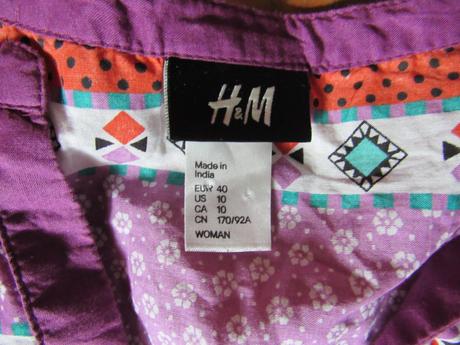 H&M
Made in
India
EUR 40
US 10
CA 10
CN 170/92A
WOMAN